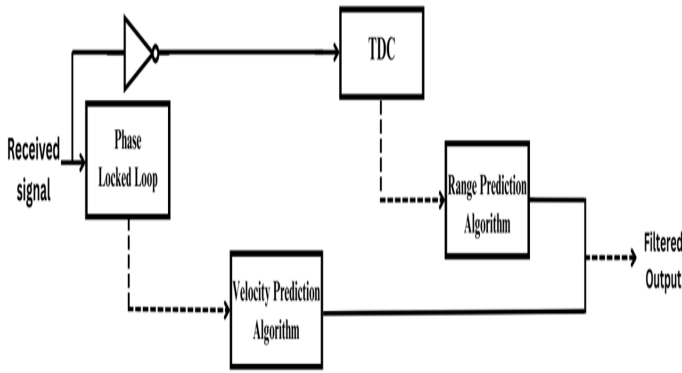 TDC
Phase
Locked Loop
Received
signal
Range Prediction
Algorithm
Filtered
Output
Velocity Prediction
Algorithm